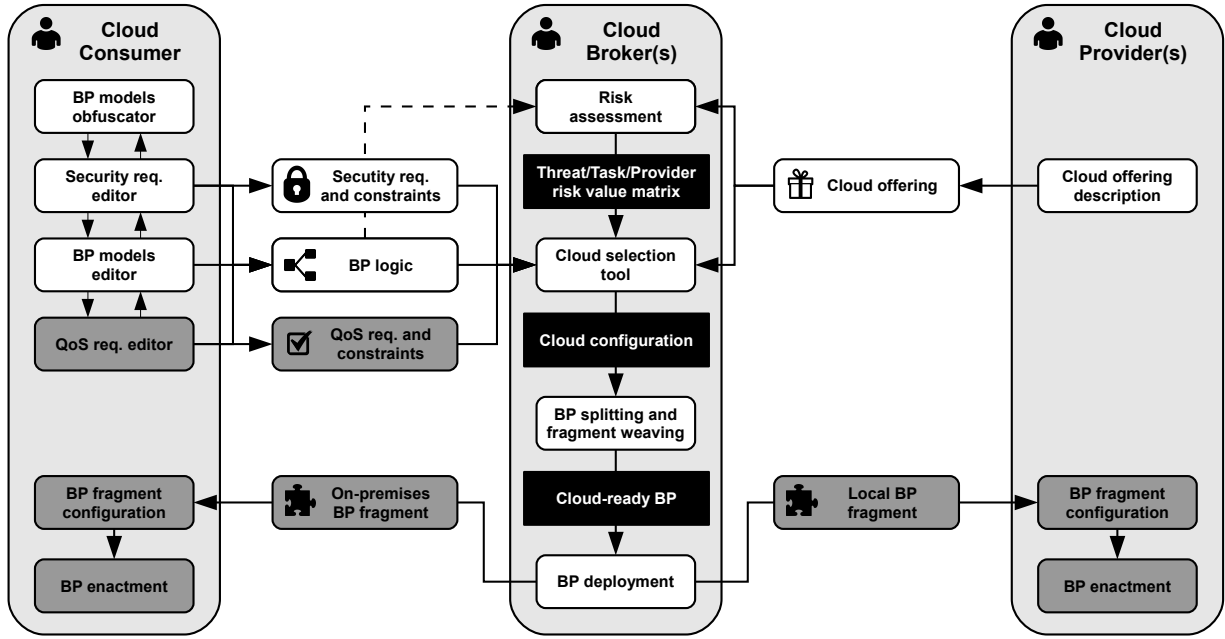 Cloud
Consumer
BP models
obfuscator
Security req.
editor
BP models
editor
QoS req. editor
BP fragment
configuration
BP enactment
Secutity req.
and constraints
BP logic
QoS req. and
constraints
On-premises
BP fragment
Cloud
Broker(s)
Risk
assessment
Threat/Task/Provider
risk value matrix
Cloud selection
tool
Cloud configuration
BP splitting and
fragment weaving
Cloud-ready BP
BP deployment
Cloud offering
Local BP
fragment
Cloud
Provider(s)
Cloud offering
description
BP fragment
configuration
BP enactment